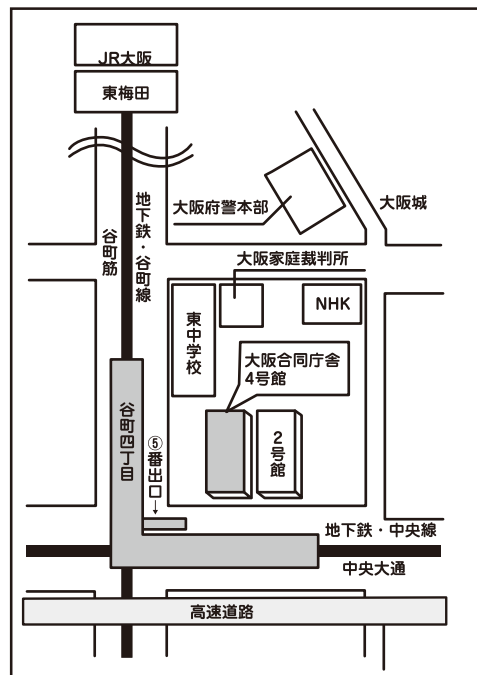 JR大阪
東梅田
大阪府警本部
大阪城
地下鉄・谷町線
谷町筋
大阪家庭裁判所
NHK
東中学校
大阪合同庁舎
4号館
2号館
谷町四丁目
⑤番出口→
地下鉄・中央線
中央大通
高速道路